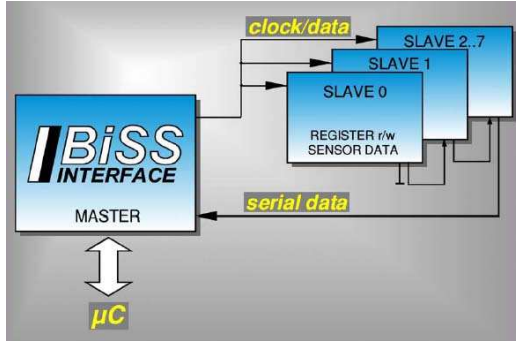 clock/data
SLAVE 2..7
SLAVE 1
SLAVE 0
REGISTER r/w
SENSOR DATA
BiSS
INTERFACE
MASTER
serial data
µC